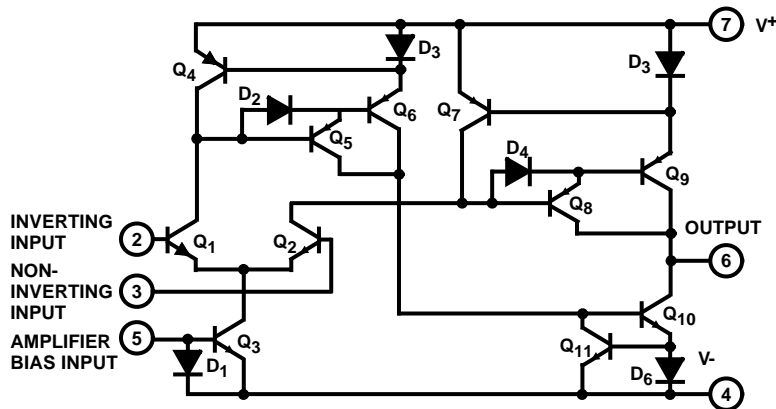 7 V+
D3
D3
Q4
D2
Q6
Q7
Q5
D4
Q9
Q8
INVERTING
INPUT
2
Q1
Q2
OUTPUT
6
NON-
INVERTING
INPUT
3
5
AMPLIFIER
BIAS INPUT
Q3
D1
Q10
Q11
V-
D6
4